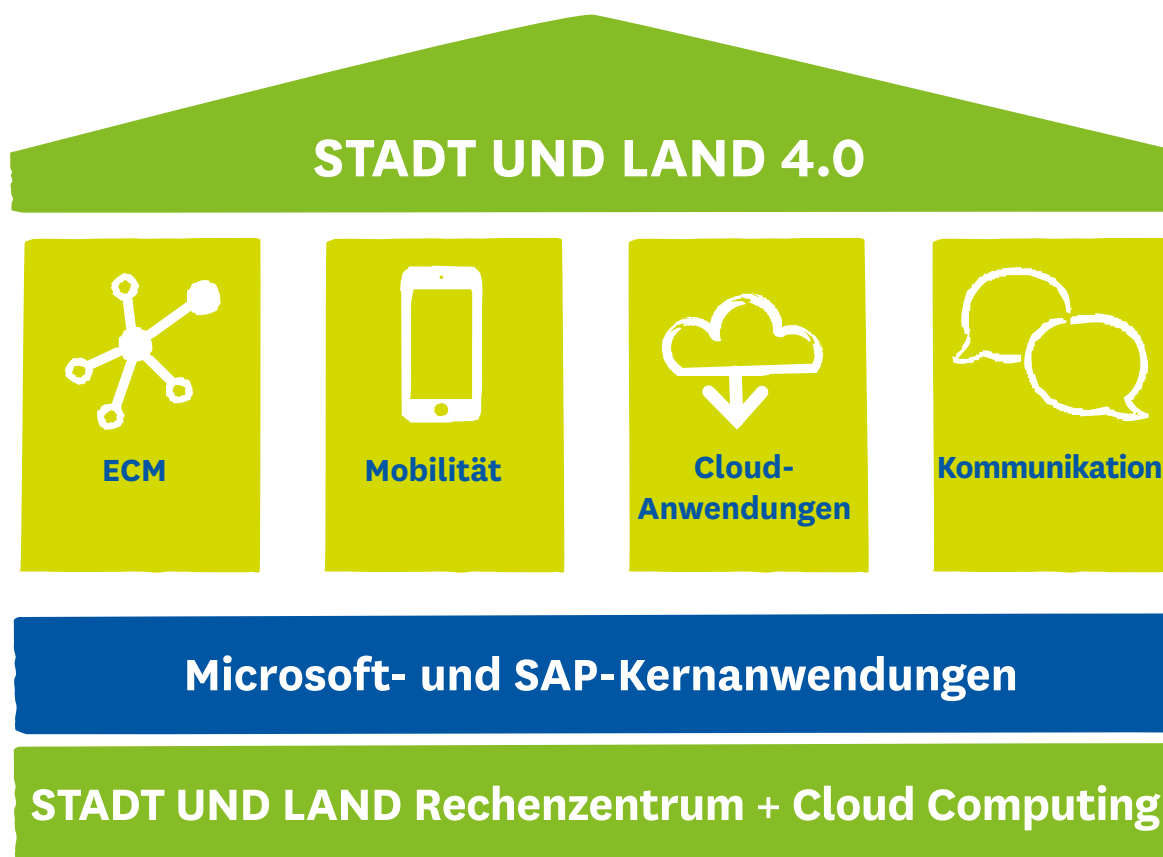 STADT UND LAND 4.0
ECM
Mobilität
Cloud-
Anwendungen
Kommunikation
Microsoft- und SAP-Kernanwendungen
STADT UND LAND Rechenzentrum + Cloud Computing